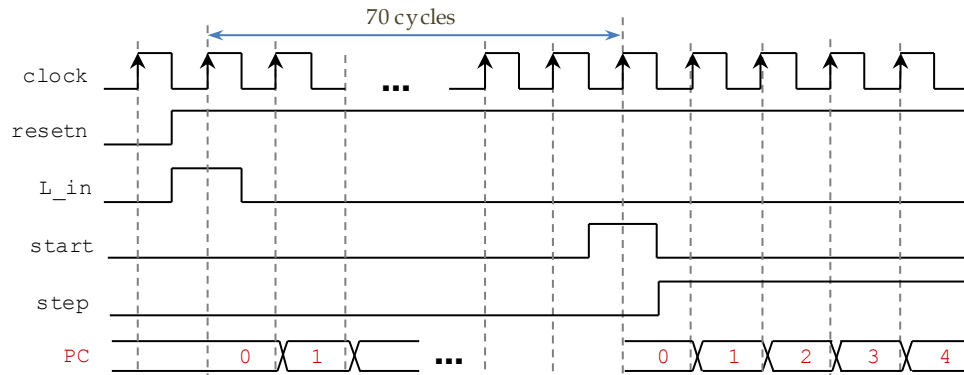 70 cycles
clock
...
resetn
L_in
start
step
PC 0 1 ... 0 1 2 3 4